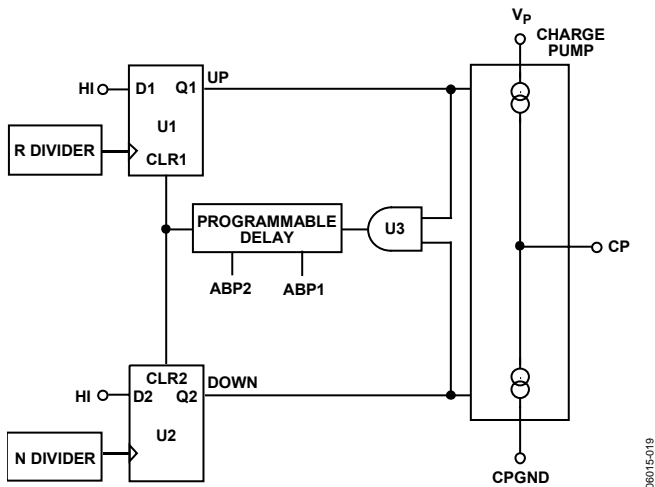 VP
CHARGE
PUMP
HI
D1
Q1
UP
U1
R DIVIDER
CLR1
PROGRAMMABLE
DELAY
U3
CP
ABP2
ABP1
CLR2
DOWN
HI
D2
Q2
U2
N DIVIDER
CPGND
06015-019